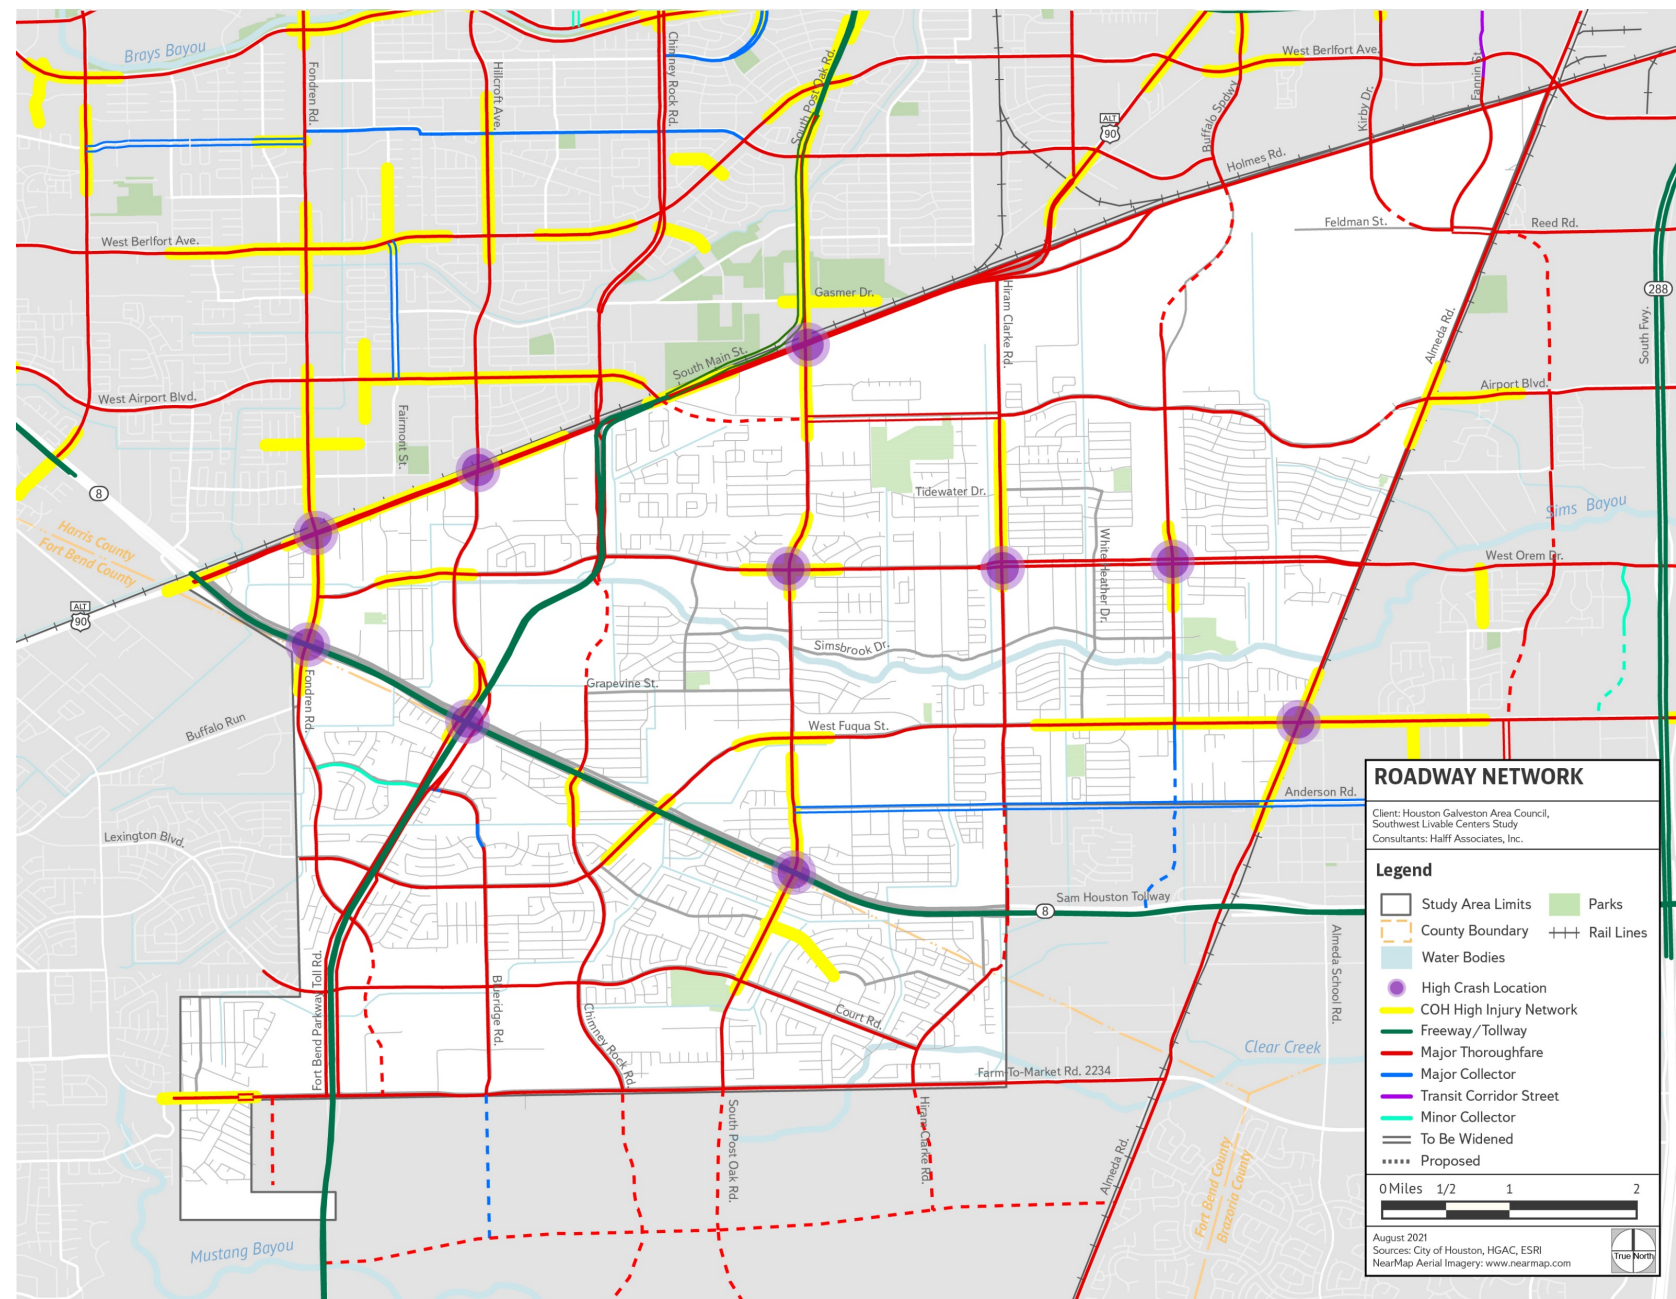 Brays Bayou
Fondren Rd.
Hillcroft Ave.
Chimney Rock Rd.
South Post Oak Rd.
ALT
90
Buffalo Spdwy
West Berlfort Ave.
Kirby Dr.
Fannin St.
Holmes Rd.
Feldman St.
Reed Rd.
West Berlfort Ave.
Gasmer Dr.
Hiram Clarke Rd.
288
South Fwy.
Almeda Rd.
South Main St.
West Airport Blvd.
Fairmont St.
Airport Blvd.
8
Harris County
Fort Bend County
Tidewater Dr.
White Heather Dr.
Sims Bayou
West Orem Dr.
ALT
90
Simsbrook Dr.
Grapevine St.
Fondren Rd.
Buffalo Run
West Fuqua St.
Anderson Rd.
Lexington Blvd.
Sam Houston Tollway
8
Almeda School Rd.
Fort Bend Parkway Toll Rd.
Blueridge Rd.
Chimney Rock Rd.
Court Rd.
Clear Creek
Farm-To-Market Rd. 2234
South Post Oak Rd.
Hiram Clarke Rd.
Almeda Rd.
Fort Bend County
Brazoria County
Mustang Bayou
ROADWAY NETWORK
Client: Houston Galveston Area Council,
Southwest Livable Centers Study
Consultants: Halff Associates, Inc.
Legend
Study Area Limits
Parks
County Boundary
Rail Lines
Water Bodies
High Crash Location
COH High Injury Network
Freeway/Tollway
Major Thoroughfare
Major Collector
Transit Corridor Street
Minor Collector
To Be Widened
Proposed
0 Miles 1/2 1 2
August 2021
Sources: City of Houston, HGAC, ESRI
NearMap Aerial Imagery: www.nearmap.com
True North